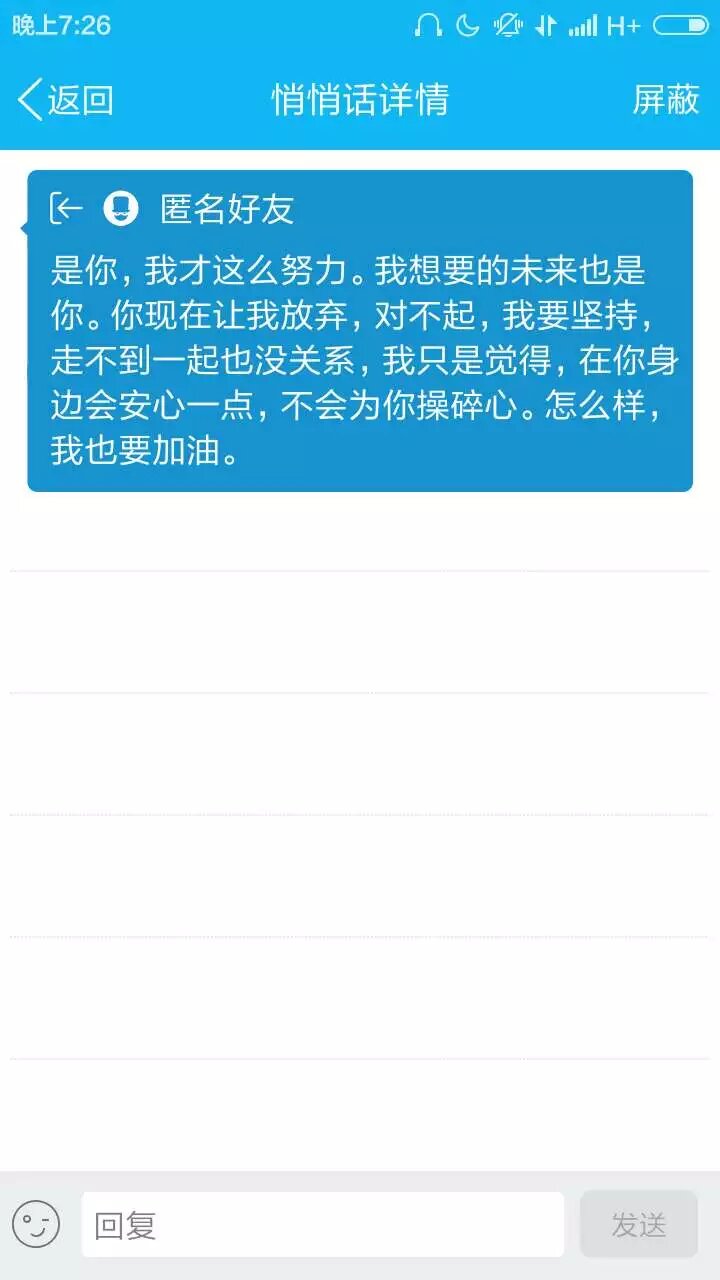 晚上7:26 H+
返回 悄悄话详情 屏蔽
匿名好友
是你，我才这么努力。我想要的未来也是
你。你现在让我放弃，对不起，我要坚持，
走不到一起也没关系，我只是觉得，在你身
边会安心一点，不会为你操碎心。怎么样，
我也要加油。
回复 发送